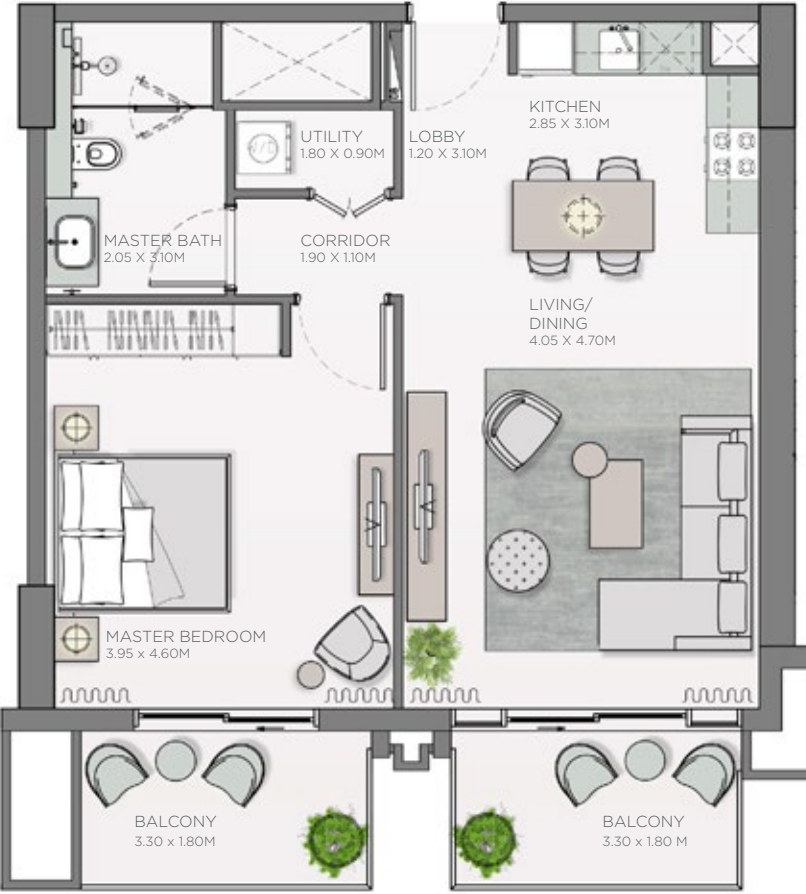 KITCHEN
2.85 X 3.10M
UTILITY
1.80 X 0.90M
LOBBY
1.20 X 3.10M
MASTER BATH
2.05 X 3.10M
CORRIDOR
1.90 X 1.10M
LIVING/
DINING
4.05 X 4.70M
MASTER BEDROOM
3.95 x 4.60M
BALCONY
3.30 x 1.80M
BALCONY
3.30 x 1.80 M